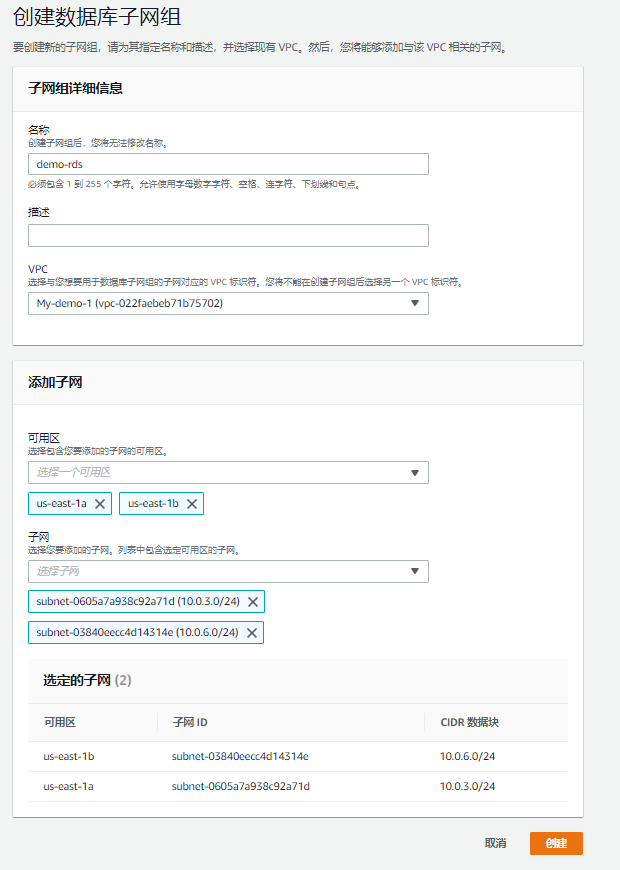 创建数据库子网组
要创建新的子网组，请为其指定名称和描述，并选择现有 VPC。然后，您将能够添加与该 VPC 相关的子网。
子网组详细信息
名称
创建子网组后，您将无法修改名称。
demo-rds
必须包含 1 到 255 个字符。允许使用字母数字字符、空格、连字符、下划线和句点。
描述
VPC
选择与您想要用于数据库子网组的子网对应的 VPC 标识符。您将不能在创建子网组后选择另一个 VPC 标识符。
My-demo-1 (vpc-022faebeb71b75702)
添加子网
可用区
选择包含您要添加的子网的可用区。
选择一个可用区
us-east-1a us-east-1b
子网
选择您要添加的子网。列表中包含选定可用区的子网。
选择子网
subnet-0605a7a938c92a71d (10.0.3.0/24)
subnet-03840eecc4d14314e (10.0.6.0/24)
选定的子网 (2)
可用区 子网 ID CIDR 数据块
us-east-1b subnet-03840eecc4d14314e 10.0.6.0/24
us-east-1a subnet-0605a7a938c92a71d 10.0.3.0/24
取消 创建